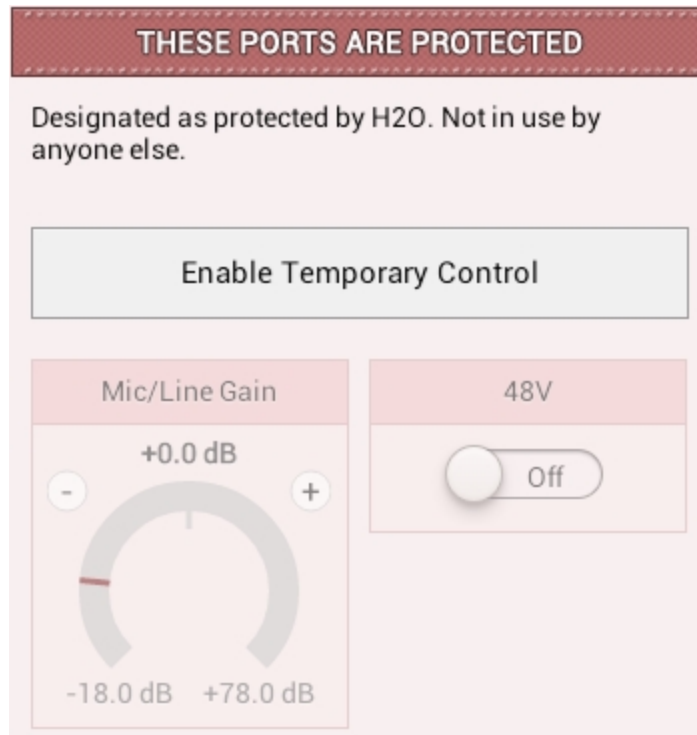 THESE PORTS ARE PROTECTED
Designated as protected by H2O. Not in use by
anyone else.
Enable Temporary Control
Mic/Line Gain
48V
+0.0 dB
-
+
Off
-18.0 dB
+78.0 dB